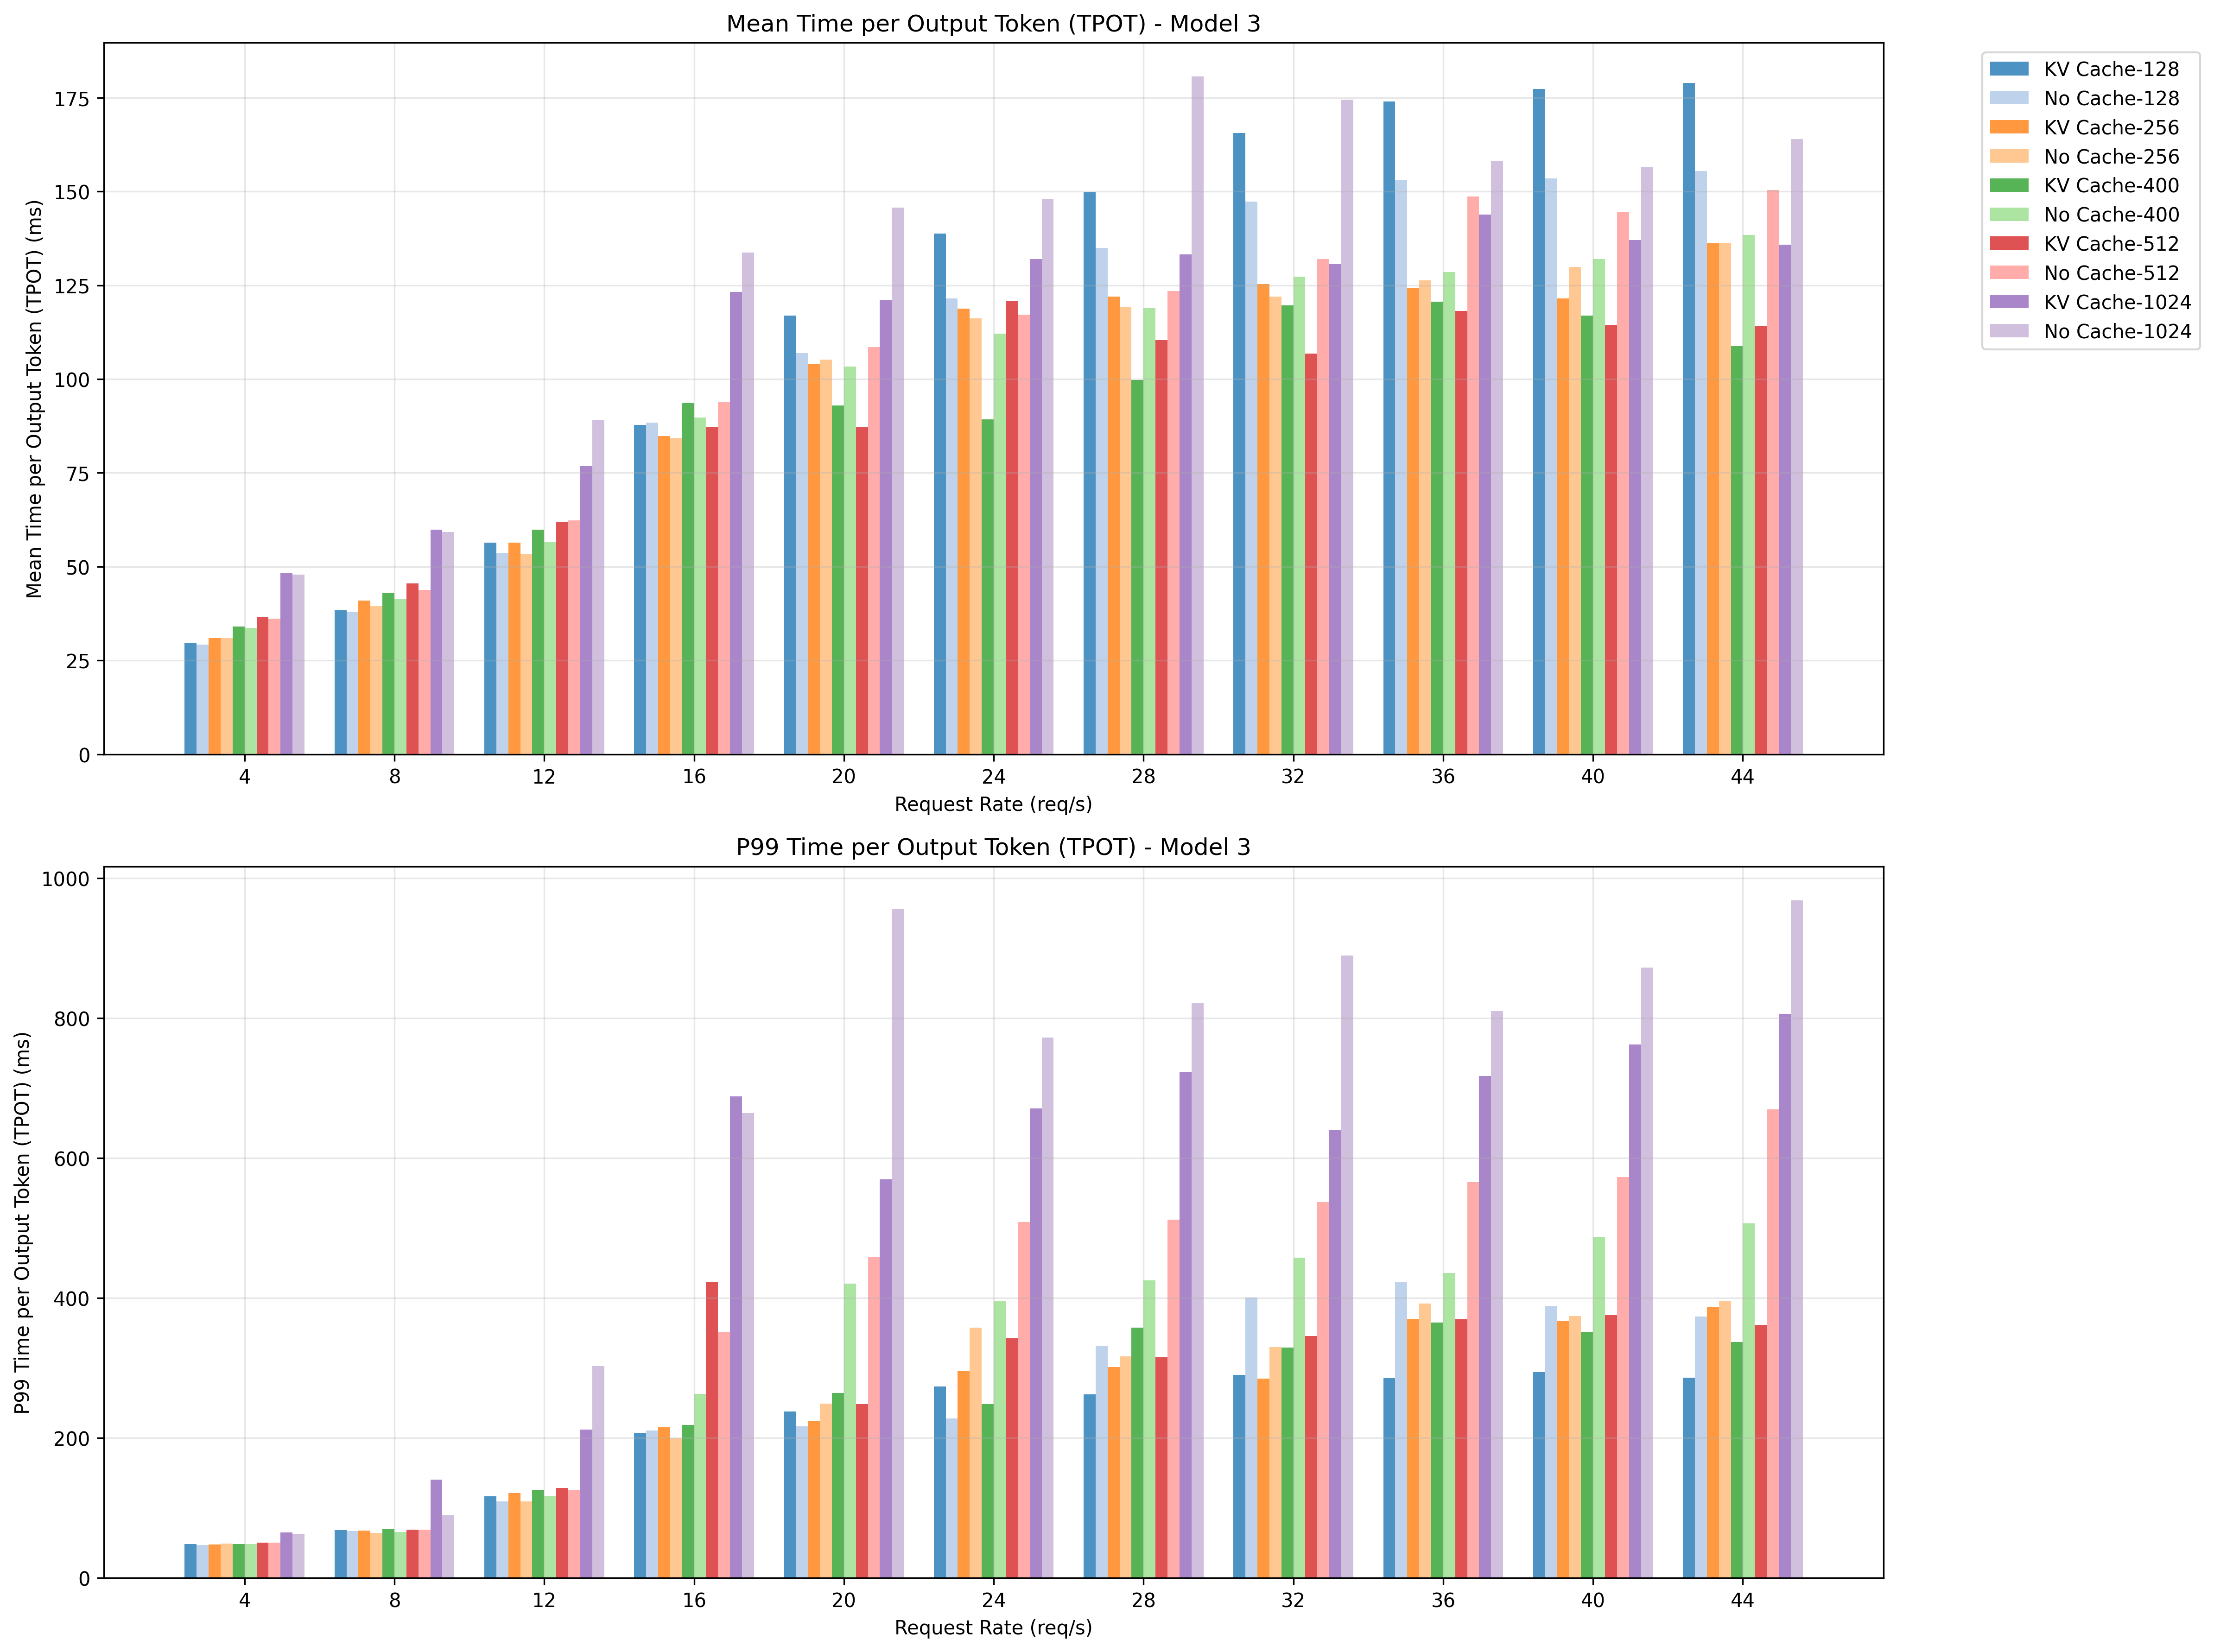 Mean Time per Output Token (TPOT) - Model 3
Mean Time per Output Token (TPOT) (ms)
175
150
125
100
75
50
25
0
4 8 12 16 20 24 28 32 36 40 44
Request Rate (req/s)
KV Cache-128
No Cache-128
KV Cache-256
No Cache-256
KV Cache-400
No Cache-400
KV Cache-512
No Cache-512
KV Cache-1024
No Cache-1024
P99 Time per Output Token (TPOT) - Model 3
P99 Time per Output Token (TPOT) (ms)
1000
800
600
400
200
0
4 8 12 16 20 24 28 32 36 40 44
Request Rate (req/s)